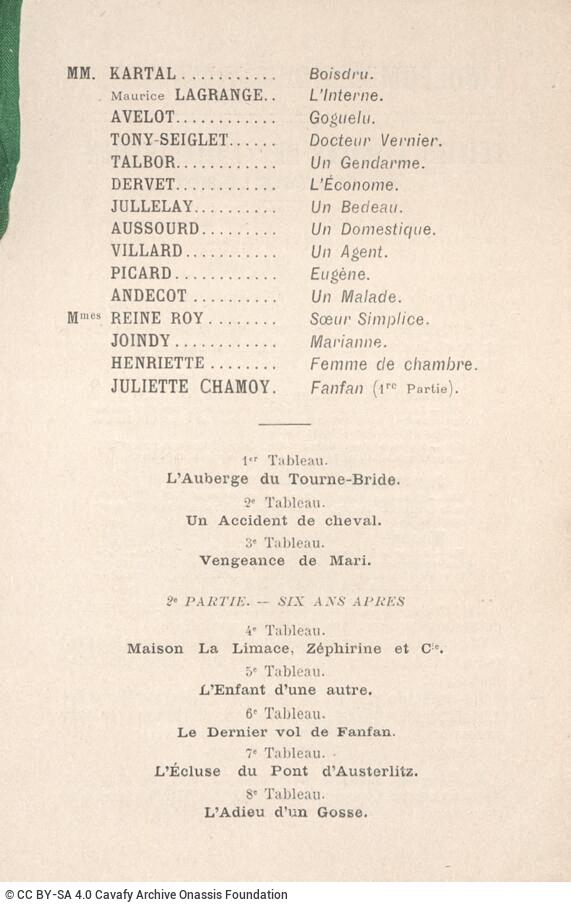 MM. KARTAL........... Boisdru.
Maurice LAGRANGE.. L'Interne.
AVELOT............ Goguelu.
TONY-SEIGLET...... Docteur Vernier.
TALBOR............ Un Gendarme.
DERVET............ L'Économe.
JULLELAY.......... Un Bedeau.
AUSSOURD.......... Un Domestique.
VILLARD........... Un Agent.
PICARD............ Eugène.
ANDECOT .......... Un Malade.
Mmes REINE ROY........ Sœur Simplice.
JOINDY............ Marianne.
HENRIETTE ........ Femme de chambre.
JULIETTE CHAMOY. Fanfan (1re Partie).
1er Tableau.
L'Auberge du Tourne-Bride.
2e Tableau.
Un Accident de cheval.
3e Tableau.
Vengeance de Mari.
2e PARTIE. — SIX ANS APRES
4e Tableau.
Maison La Limace, Zéphirine et Cie.
5e Tableau.
L'Enfant d'une autre.
6e Tableau.
Le Dernier vol de Fanfan.
7e Tableau.
L'Écluse du Pont d'Austerlitz.
8e Tableau.
L'Adieu d'un Gosse.
© CC BY-SA 4.0 Cavafy Archive Onassis Foundation